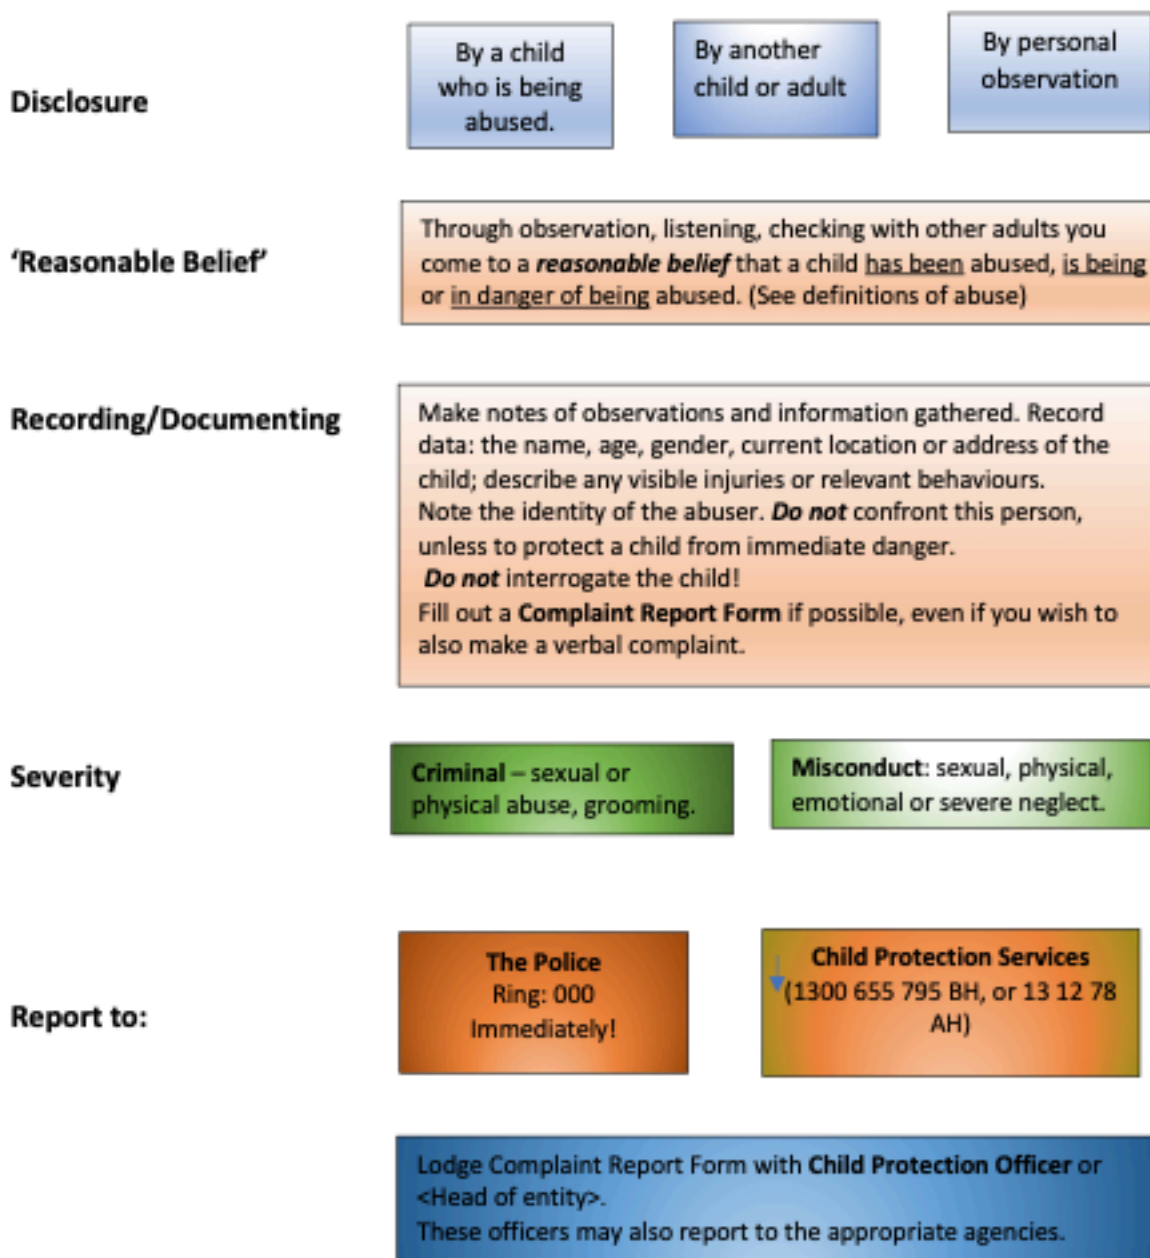 Disclosure
By a child
who is being
abused.
By another
child or adult
By personal
observation
‘Reasonable Belief’
Through observation, listening, checking with other adults you
come to a reasonable belief that a child has been abused, is being
or in danger of being abused. (See definitions of abuse)
Recording/Documenting
Make notes of observations and information gathered. Record
data: the name, age, gender, current location or address of the
child; describe any visible injuries or relevant behaviours.
Note the identity of the abuser. Do not confront this person,
unless to protect a child from immediate danger.
Do not interrogate the child!
Fill out a Complaint Report Form if possible, even if you wish to
also make a verbal complaint.
Severity
Criminal – sexual or
physical abuse, grooming.
Misconduct: sexual, physical,
emotional or severe neglect.
Report to:
The Police
Ring: 000
Immediately!
Child Protection Services
(1300 655 795 BH, or 13 12 78
AH)
Lodge Complaint Report Form with Child Protection Officer or
<Head of entity>.
These officers may also report to the appropriate agencies.